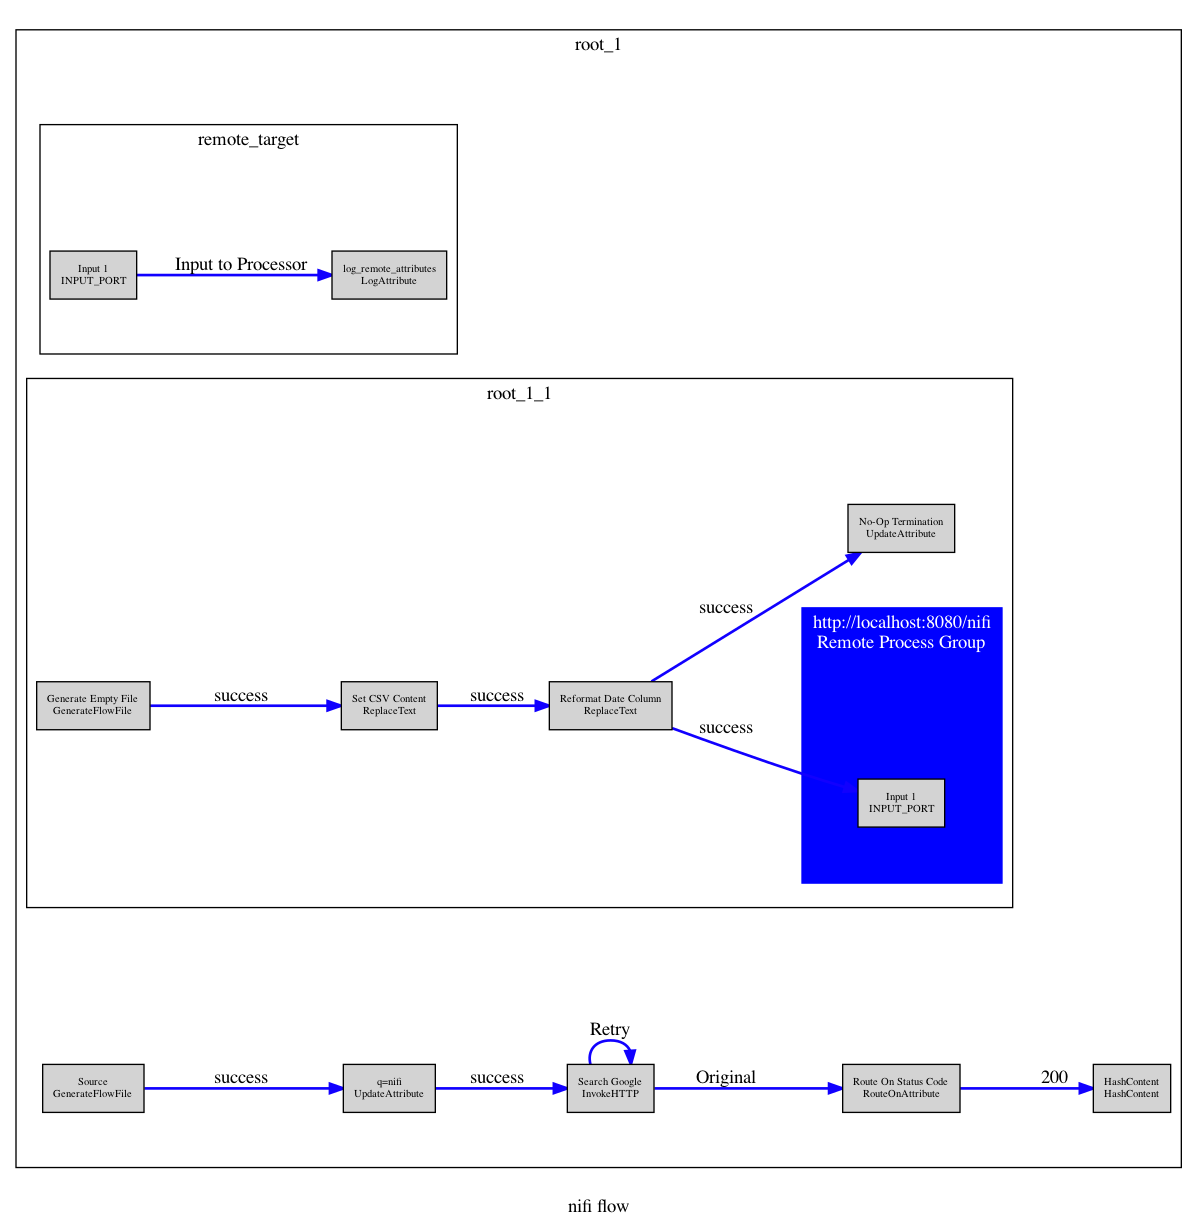 root_1
remote_target
Input 1
INPUT_PORT
Input to Processor
log_remote_attributes
LogAttribute
root_1_1
No-Op Termination
UpdateAttribute
success
http://localhost:8080/nifi
Remote Process Group
Generate Empty File
GenerateFlowFile
success
Set CSV Content
ReplaceText
success
Reformat Date Column
ReplaceText
success
Input 1
INPUT_PORT
Retry
Source
GenerateFlowFile
success
q=nifi
UpdateAttribute
success
Search Google
InvokeHTTP
Original
Route On Status Code
RouteOnAttribute
200
HashContent
HashContent
nifi flow